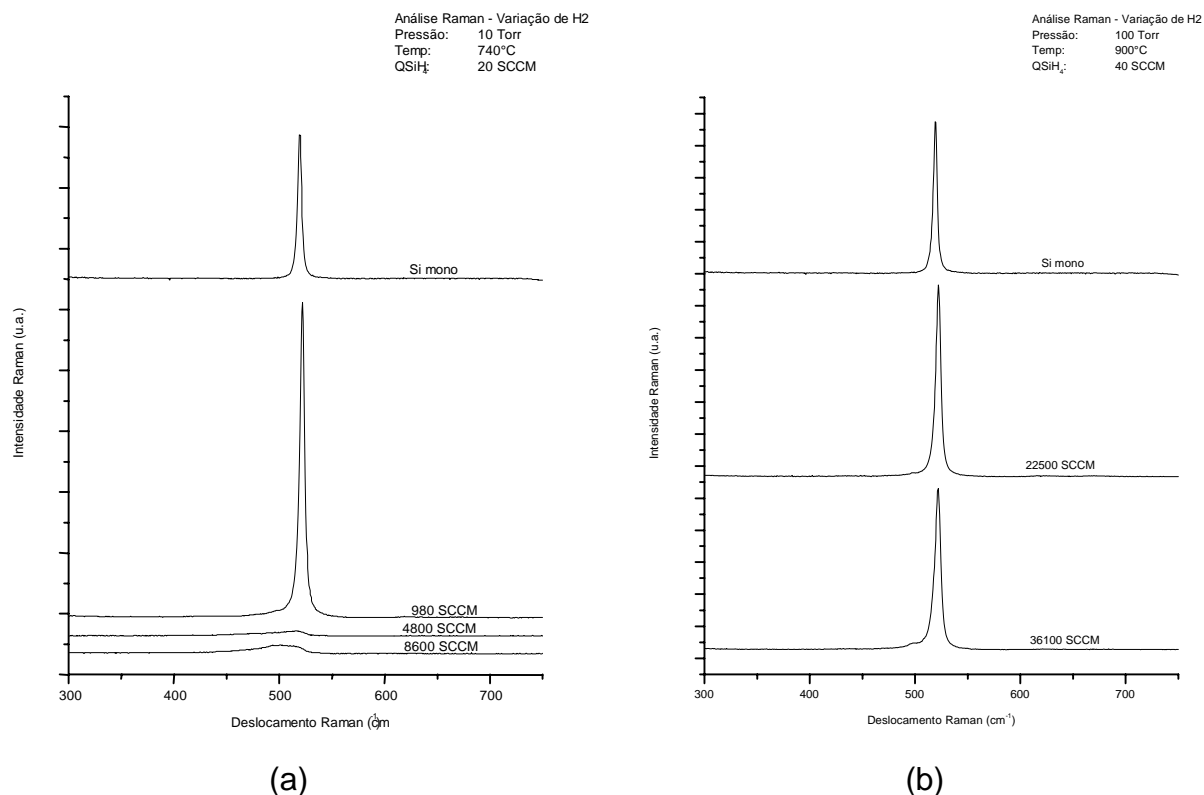 Análise Raman - Variação de H2
Pressão: 10 Torr
Temp: 740°C
QSiH4: 20 SCCM
Intensidade Raman (u.a.)
Si mono
980 SCCM
4800 SCCM
8600 SCCM
300 400 500 600 700
Deslocamento Raman (cm-1
(a)
Análise Raman - Variação de H2
Pressão: 100 Torr
Temp: 900°C
QSiH4: 40 SCCM
Intensidade Raman (u.a.)
Si mono
22500 SCCM
36100 SCCM
300 400 500 600 700
Deslocamento Raman (cm-1)
(b)